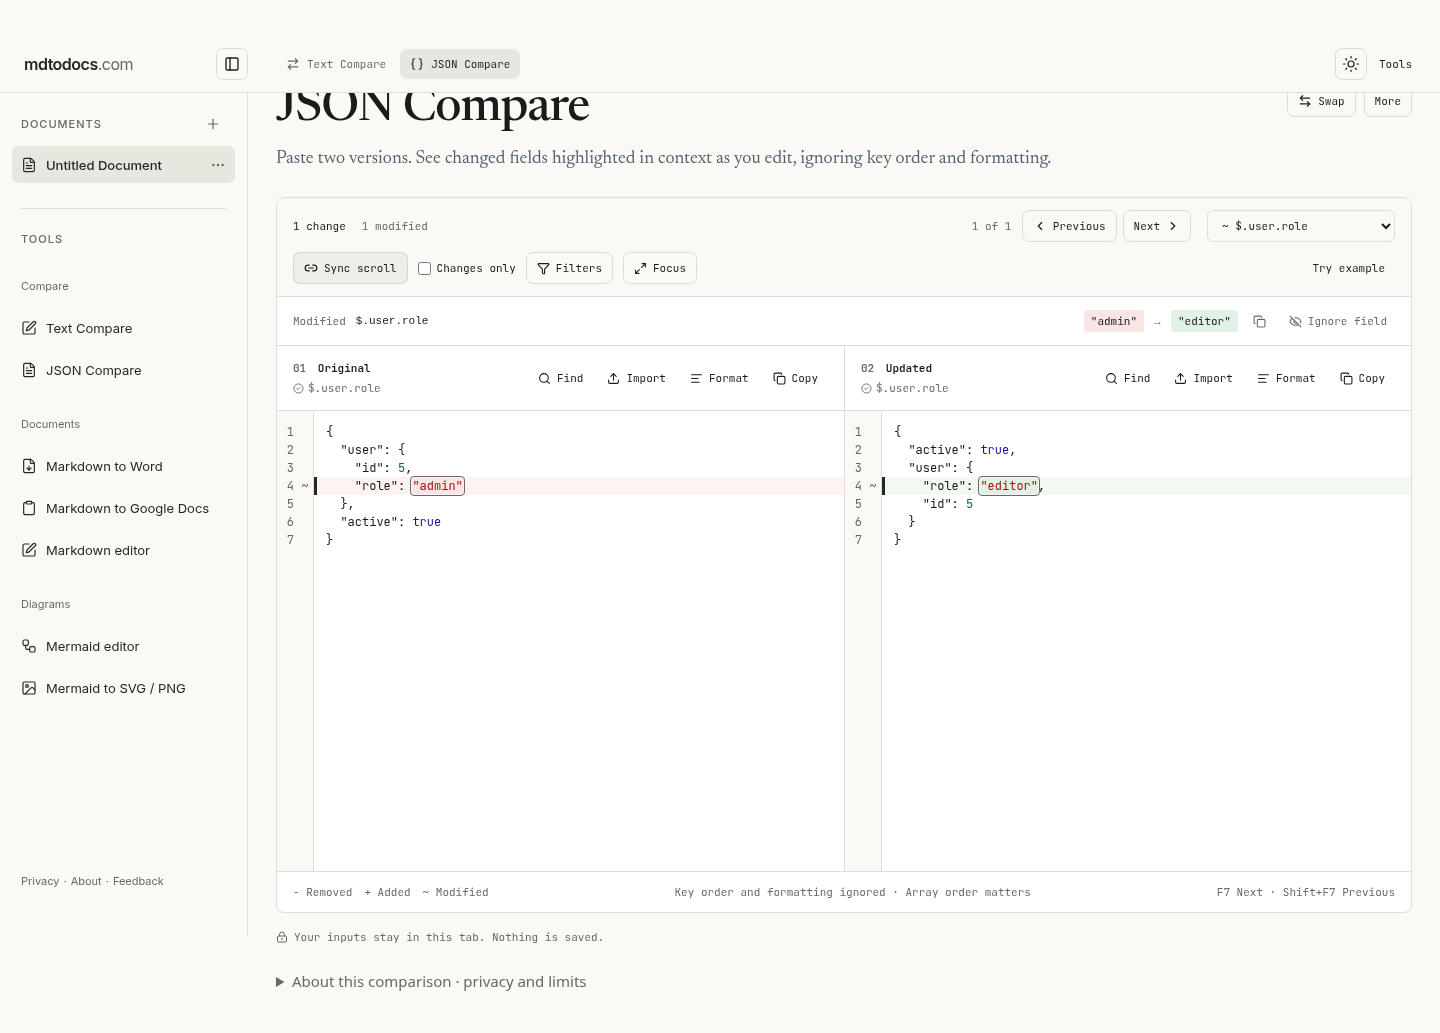 mdtodocs.com
Text Compare
JSON Compare
Tools
DOCUMENTS
Untitled Document
TOOLS
Compare
Text Compare
JSON Compare
Documents
Markdown to Word
Markdown to Google Docs
Markdown editor
Diagrams
Mermaid editor
Mermaid to SVG / PNG
Privacy · About · Feedback
JSON Compare
Swap
More
Paste two versions. See changed fields highlighted in context as you edit, ignoring key order and formatting.
1 change 1 modified
1 of 1
Previous
Next
~ $.user.role
Sync scroll
Changes only
Filters
Focus
Try example
Modified $.user.role
"admin" → "editor"
Ignore field
01 Original
$.user.role
Find
Import
Format
Copy
1 {
2 "user": {
3 "id": 5,
4 ~ "role": "admin"
5 },
6 "active": true
7 }
02 Updated
$.user.role
Find
Import
Format
Copy
1 {
2 "active": true,
3 "user": {
4 ~ "role": "editor",
5 "id": 5
6 }
7 }
- Removed + Added ~ Modified
Key order and formatting ignored · Array order matters
F7 Next · Shift+F7 Previous
Your inputs stay in this tab. Nothing is saved.
About this comparison · privacy and limits